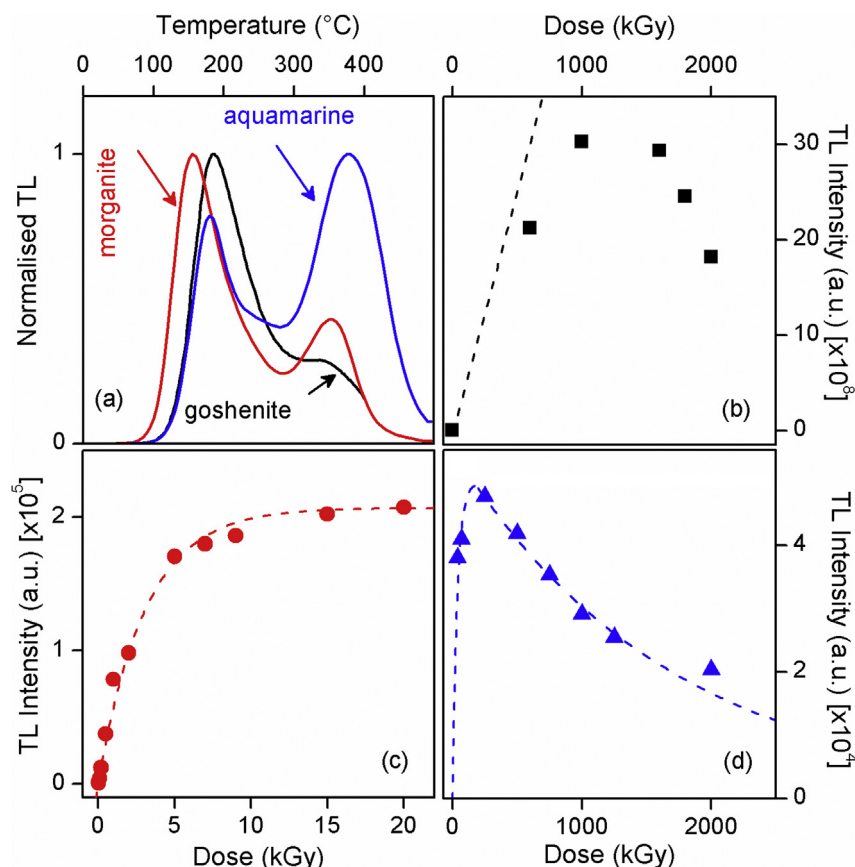 Temperature (°C)
0 100 200 300 400
Dose (kGy)
0 1000 2000
Normalised TL
1
0
morganite
aquamarine
goshenite
(a)
TL Intensity (a.u.) [x10⁸]
30
20
10
0
(b)
TL Intensity (a.u.) [x10⁵]
2
1
0
(c)
0 5 10 15 20
Dose (kGy)
TL Intensity (a.u.) [x10⁴]
4
2
0
(d)
0 1000 2000
Dose (kGy)